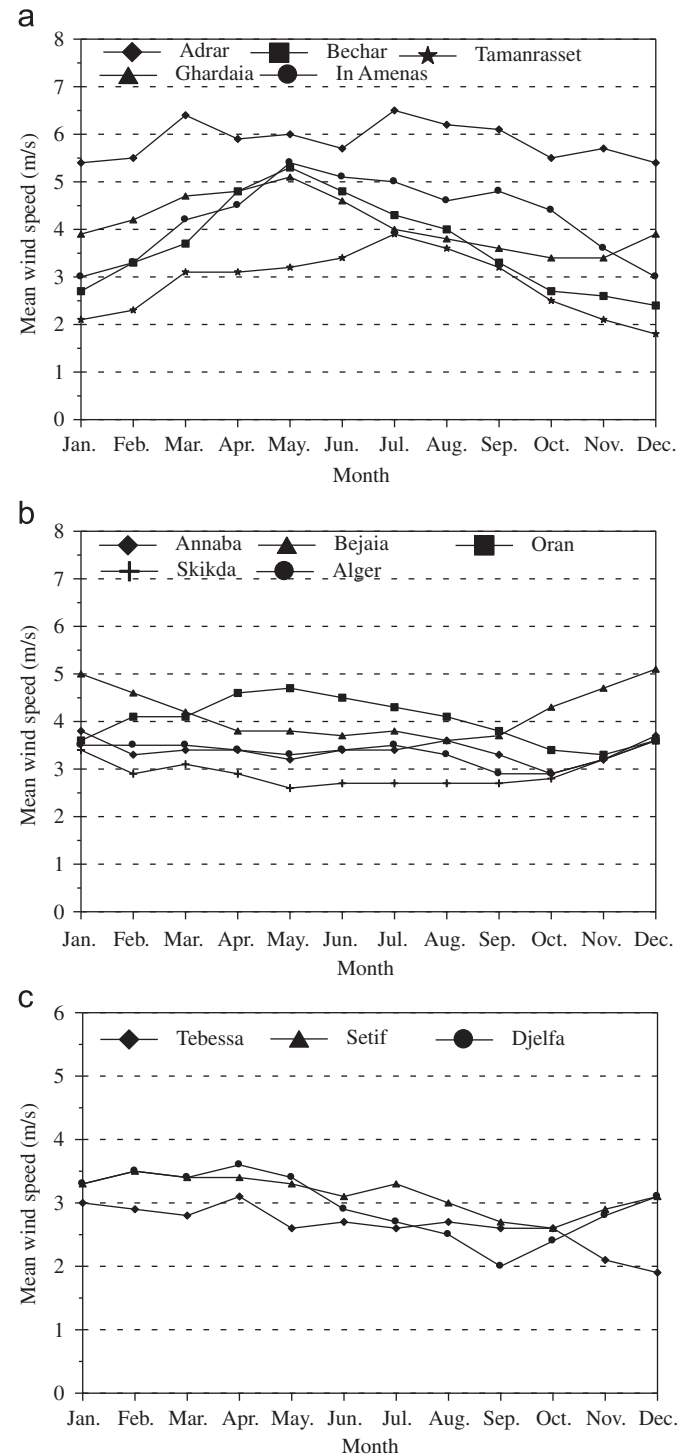 a
8
Adrar Bechar Tamanrasset
Ghardaia In Amenas
7
6
5
4
3
2
1
0
Mean wind speed (m/s)
Jan. Feb. Mar. Apr. May. Jun. Jul. Aug. Sep. Oct. Nov. Dec.
Month
b
8
Annaba Bejaia Oran
Skikda Alger
7
6
5
4
3
2
1
0
Mean wind speed (m/s)
Jan. Feb. Mar. Apr. May. Jun. Jul. Aug. Sep. Oct. Nov. Dec.
Month
c
6
Tebessa Setif Djelfa
5
4
3
2
1
0
Mean wind speed (m/s)
Jan. Feb. Mar. Apr. May. Jun. Jul. Aug. Sep. Oct. Nov. Dec.
Month